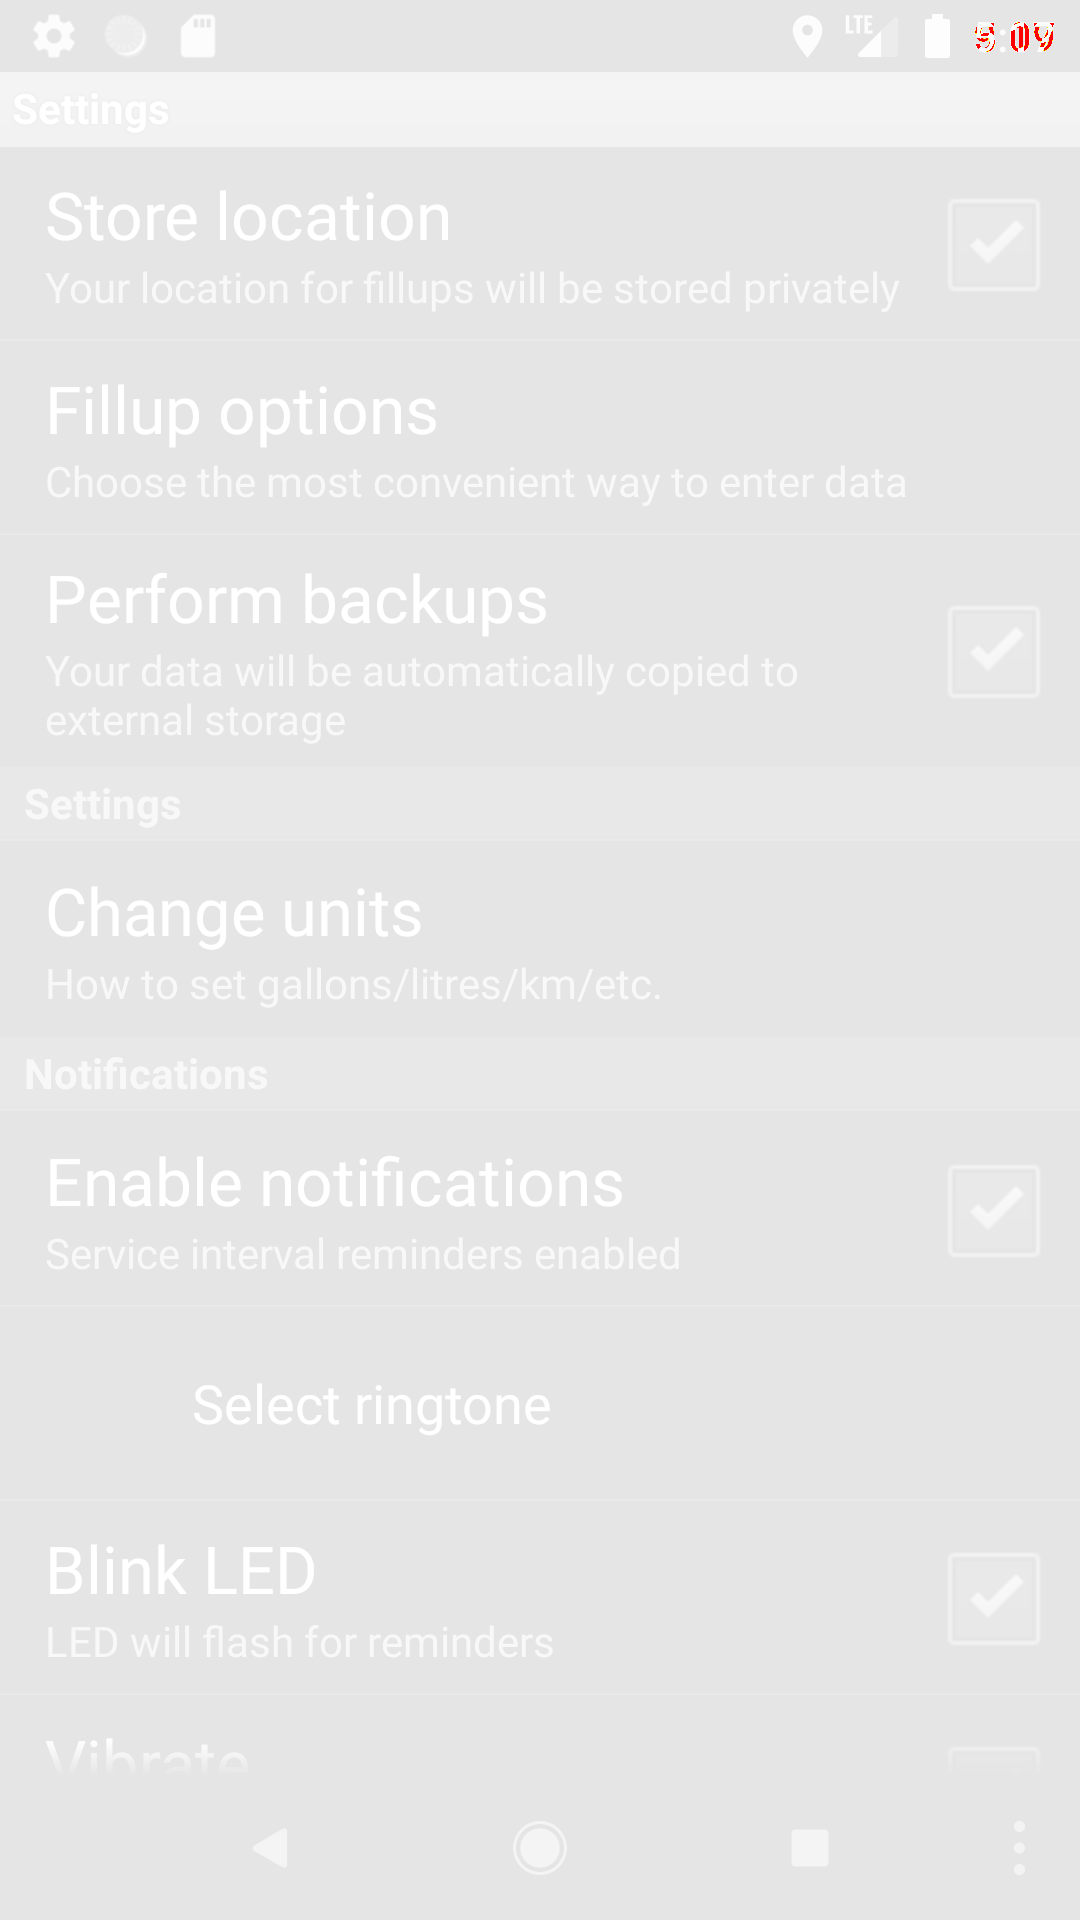 LTE
Settings
Store location
Your location for fillups will be stored privately
Fillup options
Choose the most convenient way to enter data
Perform backups
Your data will be automatically copied to
external storage
Settings
Change units
How to set gallons/litres/km/etc.
Notifications
Enable notifications
Service interval reminders enabled
Select ringtone
Blink LED
LED will flash for reminders
Vibrate